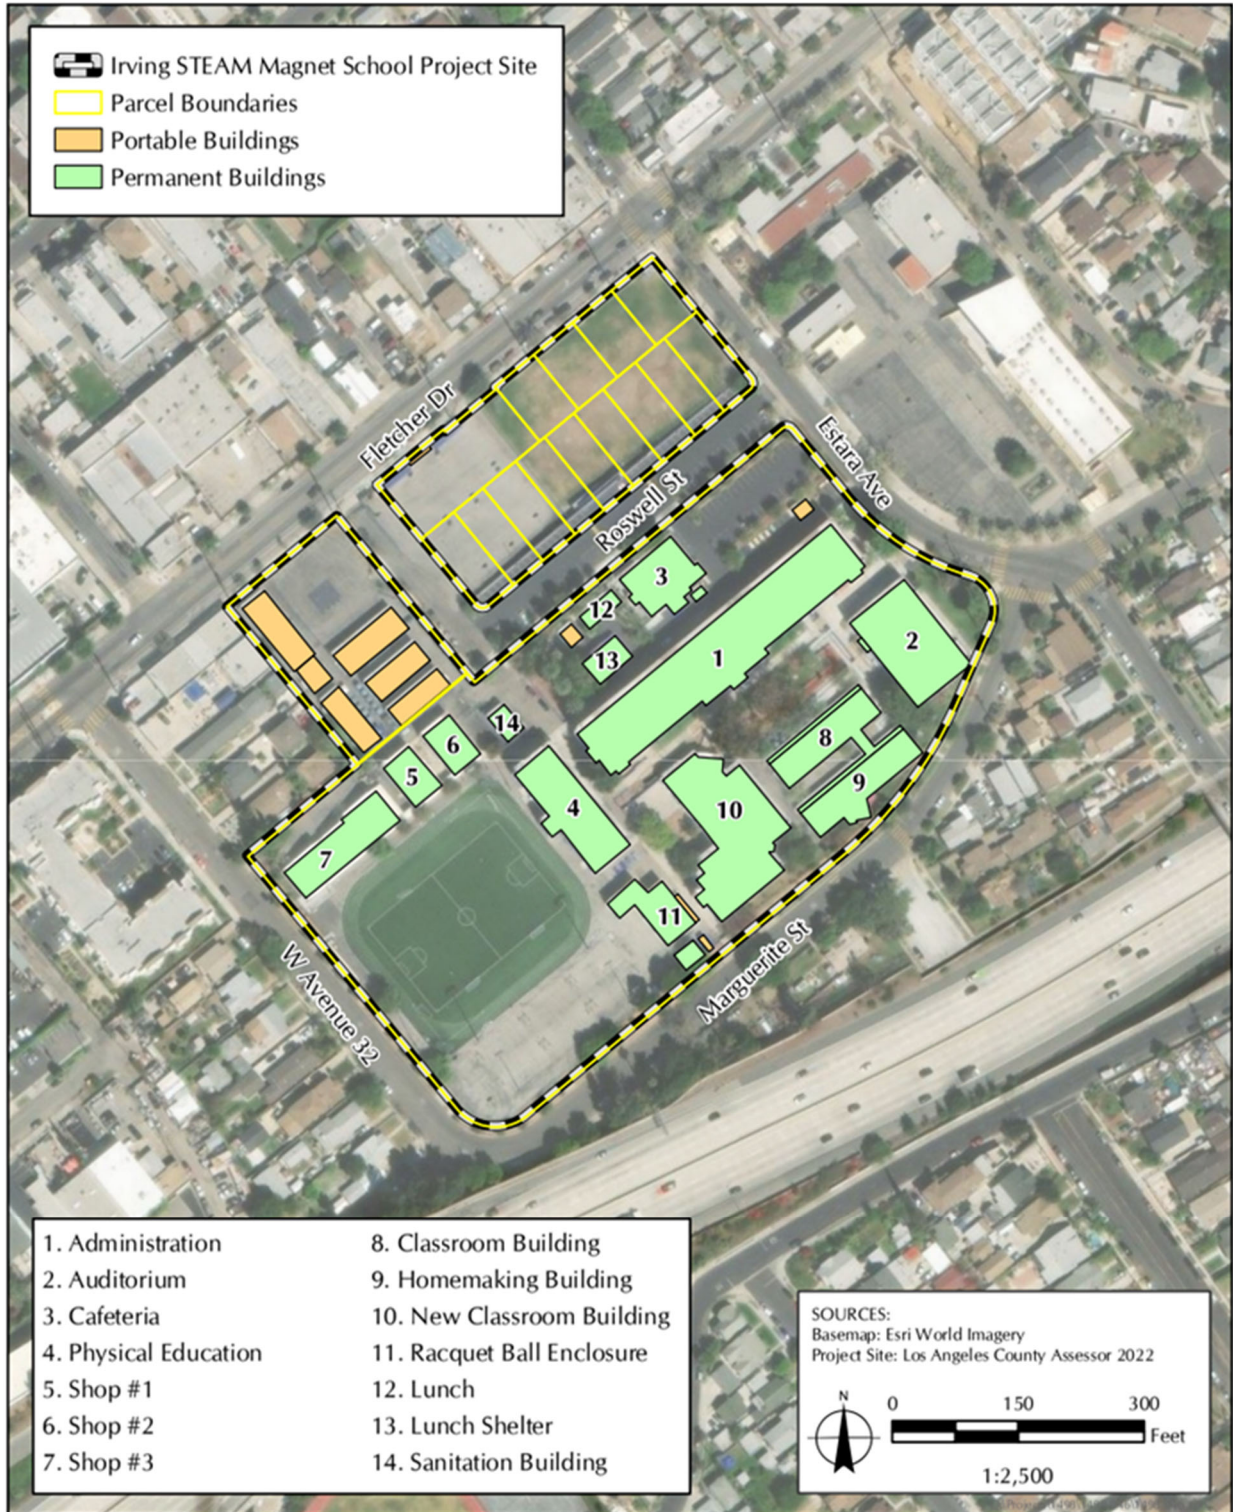 Irving STEAM Magnet School Project Site
Parcel Boundaries
Portable Buildings
Permanent Buildings
Fletcher Dr
Estara Ave
Roswell St
3
12
13
1
2
14
6
8
5
9
4
10
7
11
W Avenue 32
Marguerite St
1. Administration
2. Auditorium
3. Cafeteria
4. Physical Education
5. Shop #1
6. Shop #2
7. Shop #3
8. Classroom Building
9. Homemaking Building
10. New Classroom Building
11. Racquet Ball Enclosure
12. Lunch
13. Lunch Shelter
14. Sanitation Building
SOURCES:
Basemap: Esri World Imagery
Project Site: Los Angeles County Assessor 2022
N
0 150 300
Feet
1:2,500